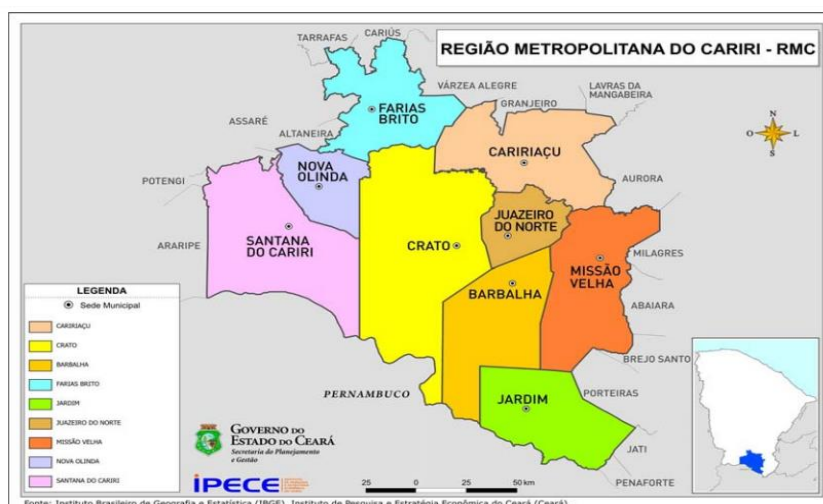 REGIÃO METROPOLITANA DO CARIRI - RMC
TARRAFAS
CARIÚS
VÁRZEA ALEGRE
GRANJEIRO
LAVRAS DA
MANGABEIRA
FARIAS
BRITO
ASSARÉ
ALTANEIRA
N
O
L
S
CARIRIAÇU
NOVA
OLINDA
POTENGI
AURORA
JUAZEIRO
DO NORTE
SANTANA
DO CARIRI
CRATO
ARARIPE
MISSÃO
VELHA
MILAGRES
BARBALHA
ABAIARA
BREJO SANTO
PERNAMBUCO
JARDIM
PORTEIRAS
JATI
PENAFORTE
LEGENDA
Sede Municipal
CARIRIAÇU
CRATO
BARBALHA
FARIAS BRITO
JARDIM
JUAZEIRO DO NORTE
MISSÃO VELHA
NOVA OLINDA
SANTANA DO CARIRI
GOVERNO DO
ESTADO DO CEARÁ
Secretaria do Planejamento
e Gestão
IPECE
25 0 25 50 km
Fonte: Instituto Brasileiro de Geografia e Estatística (IBGE), Instituto de Pesquisa e Estratégia Econômica do Ceará (Ceará)